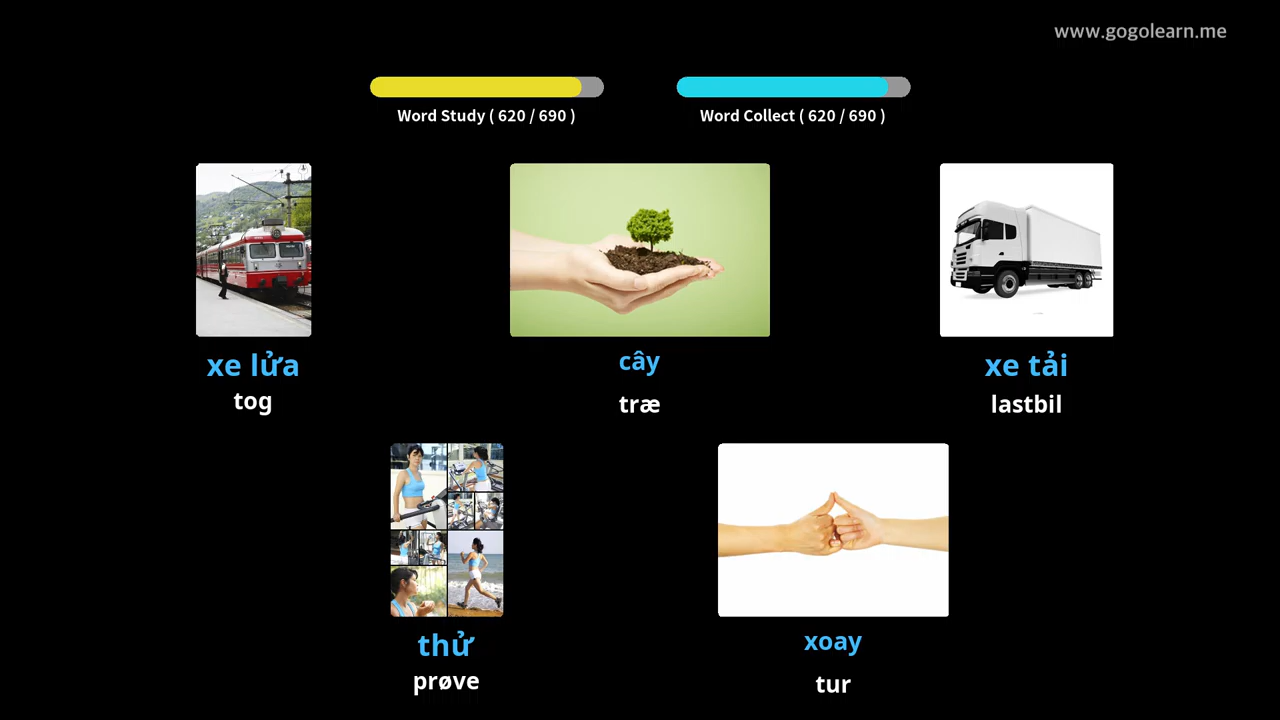 www.gogolearn.me
Word Study ( 620 / 690 )
Word Collect ( 620 / 690 )
xe lửa
tog
cây
træ
xe tải
lastbil
thử
prøve
xoay
tur